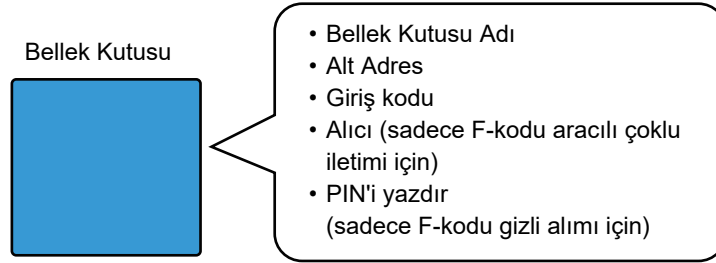 Bellek Kutusu
• Bellek Kutusu Adı
• Alt Adres
• Giriş kodu
• Alıcı (sadece F-kodu aracılı çoklu
iletimi için)
• PIN'i yazdır
(sadece F-kodu gizli alımı için)